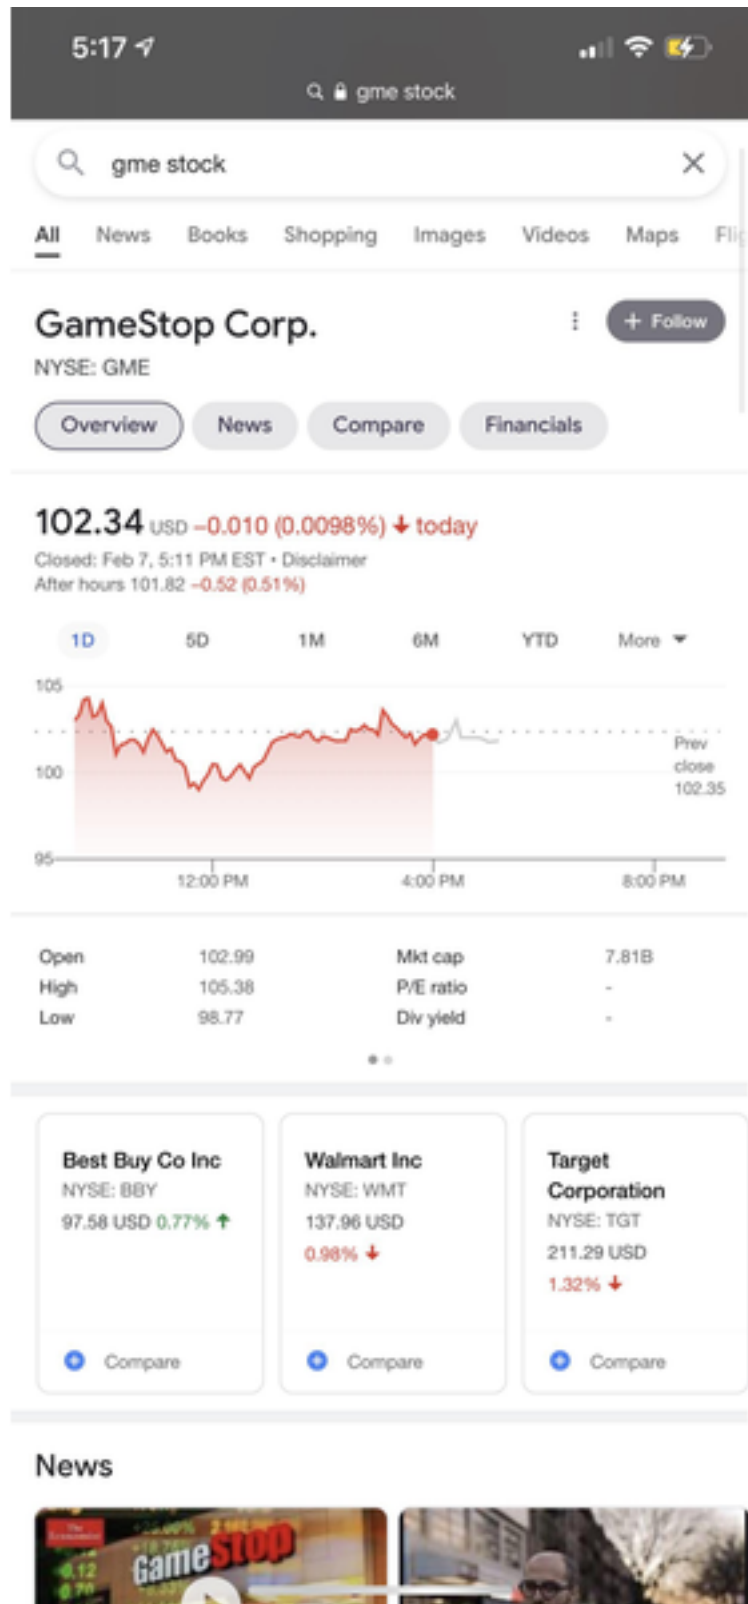 5:17
gme stock
gme stock
All News Books Shopping Images Videos Maps
GameStop Corp.
+ Follow
NYSE: GME
Overview News Compare Financials
102.34 USD −0.010 (0.0098%) ↓ today
Closed: Feb 7, 5:11 PM EST • Disclaimer
After hours 101.82 −0.52 (0.51%)
1D 5D 1M 6M YTD More
105
Prev
close
102.35
100
95
12:00 PM 4:00 PM 8:00 PM
Open 102.99 Mkt cap 7.81B
High 105.38 P/E ratio -
Low 98.77 Div yield -
Best Buy Co Inc
NYSE: BBY
97.58 USD 0.77% ↑
Compare
Walmart Inc
NYSE: WMT
137.96 USD
0.98% ↓
Compare
Target
Corporation
NYSE: TGT
211.29 USD
1.32% ↓
Compare
News
The
Economist
GameStop